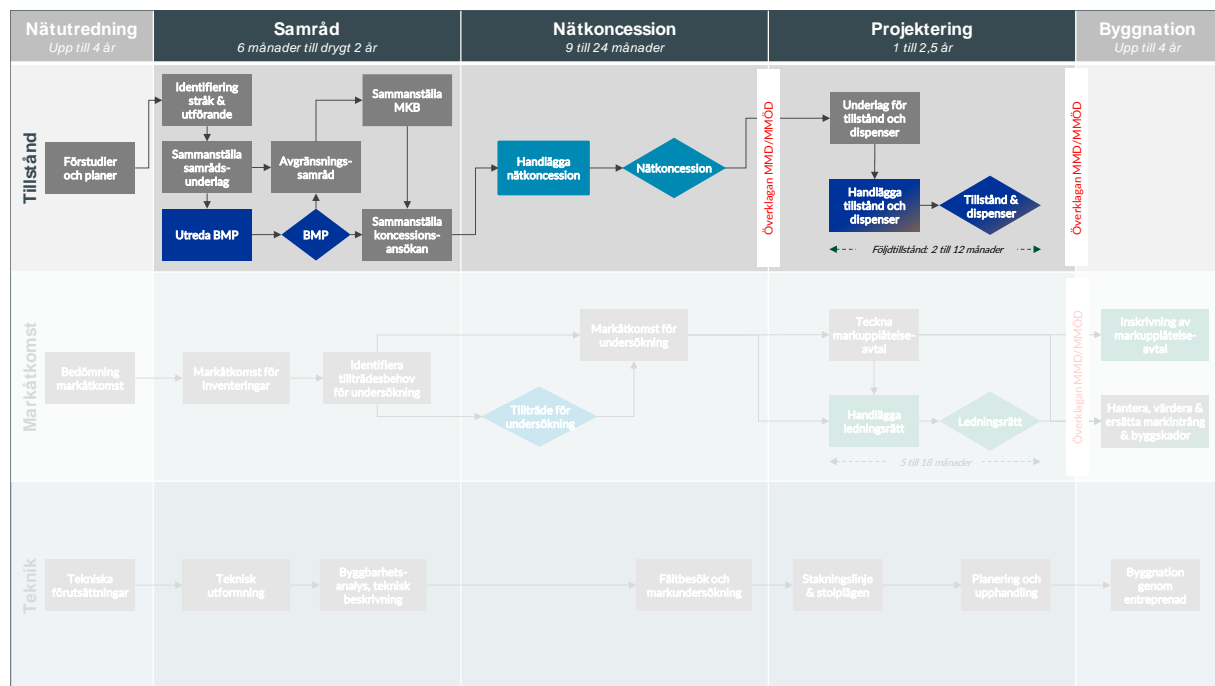 Nätutredning
Upp till 4 år
Samråd
6 månader till drygt 2 år
Nätkoncession
9 till 24 månader
Projektering
1 till 2,5 år
Byggnation
Upp till 4 år
Tillstånd
Förstudier
och planer
Identifiering
stråk &
utförande
Sammanställa
samråds-
underlag
Utreda BMP
Avgränsnings-
samråd
BMP
Sammanställa
MKB
Sammanställa
koncessions-
ansökan
Handlägga
nätkoncession
Nätkoncession
Överklagan MMD/MMÖD
Underlag för
tillstånd och
dispenser
Handlägga
tillstånd och
dispenser
Tillstånd &
dispenser
Följdtillstånd: 2 till 12 månader
Överklagan MMD/MMÖD
Markåtkomst
Bedömning
markåtkomst
Markåtkomst för
inventeringar
Identifiera
tillträdesbehov
för undersökning
Tillträde för
undersökning
Markåtkomst för
undersökning
Teckna
markupplåtelse-
avtal
Handlägga
ledningsrätt
Ledningsrätt
5 till 18 månader
Överklagan MMD/MMÖD
Inskrivning av
markupplåtelse-
avtal
Hantera, värdera &
ersätta markintrång
& byggskador
Teknik
Tekniska
förutsättningar
Teknisk
utformning
Byggbarhets-
analys, teknisk
beskrivning
Fältbesök och
markundersökning
Stakningslinje
& stolplägen
Planering och
upphandling
Byggnation
genom
entreprenad